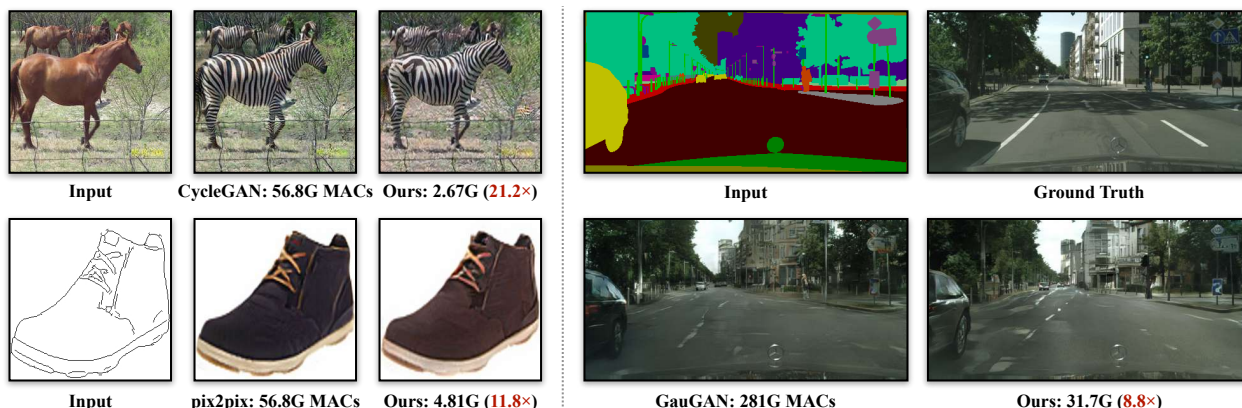 Input
CycleGAN: 56.8G MACs
Ours: 2.67G (21.2×)
Input
Ground Truth
Input
pix2pix: 56.8G MACs
Ours: 4.81G (11.8×)
GauGAN: 281G MACs
Ours: 31.7G (8.8×)